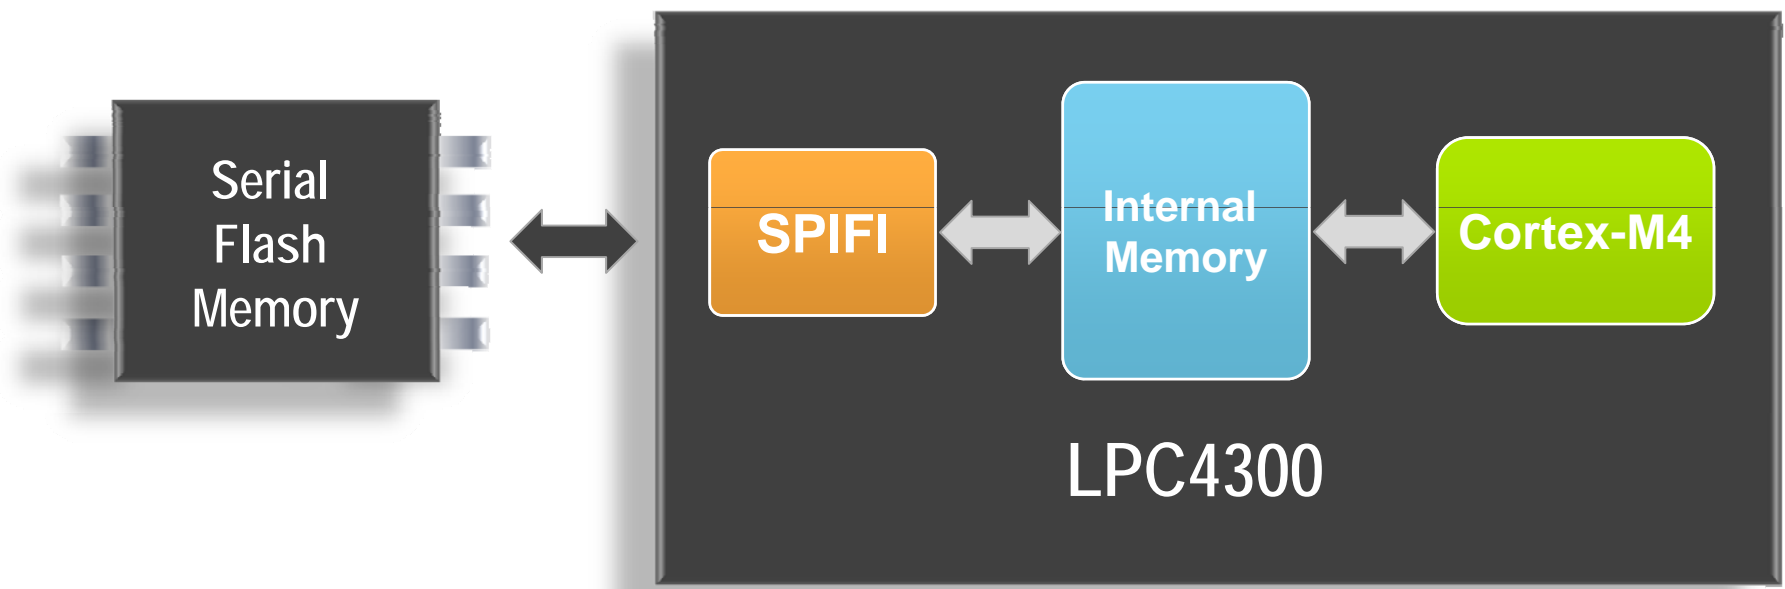 Serial
Flash
Memory
SPIFI
Internal
Memory
Cortex-M4
LPC4300